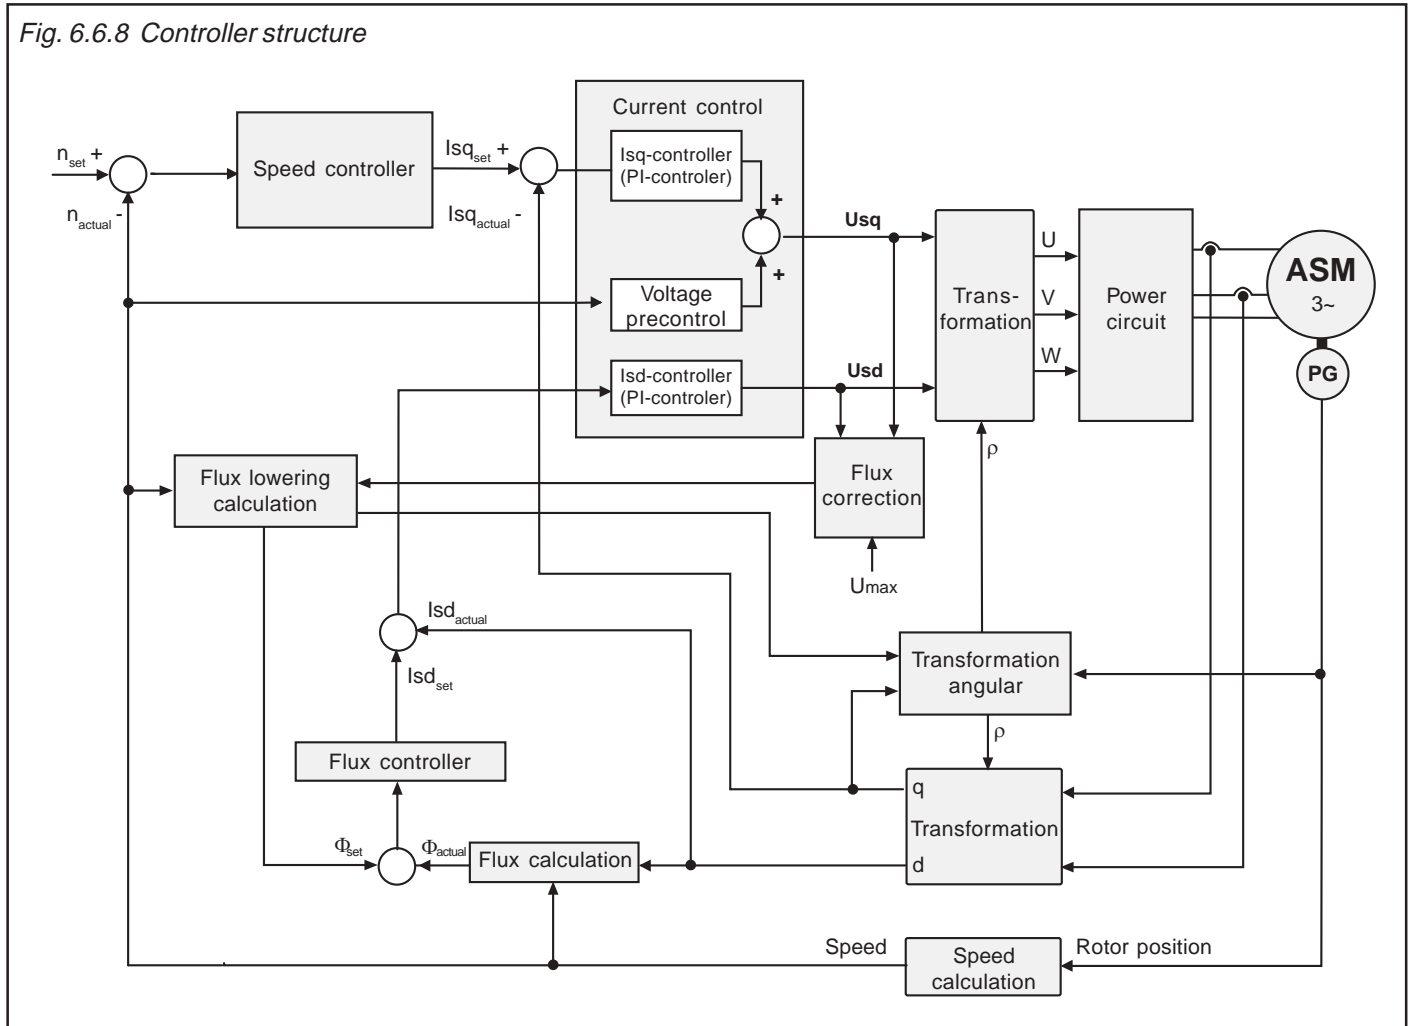 Fig. 6.6.8 Controller structure
Current control
n_set +
Speed controller
Isq_set +
Isq-controller
(PI-controler)
n_actual -
Isq_actual -
+
Usq
+
Voltage
precontrol
Trans-
formation
U
V
W
Power
circuit
ASM
3~
PG
Isd-controller
(PI-controler)
Usd
ρ
Flux lowering
calculation
Flux
correction
Umax
Isd_actual
Isd_set
Transformation
angular
ρ
Flux controller
q
Transformation
d
Φset
Φactual
Flux calculation
Speed
Speed
calculation
Rotor position